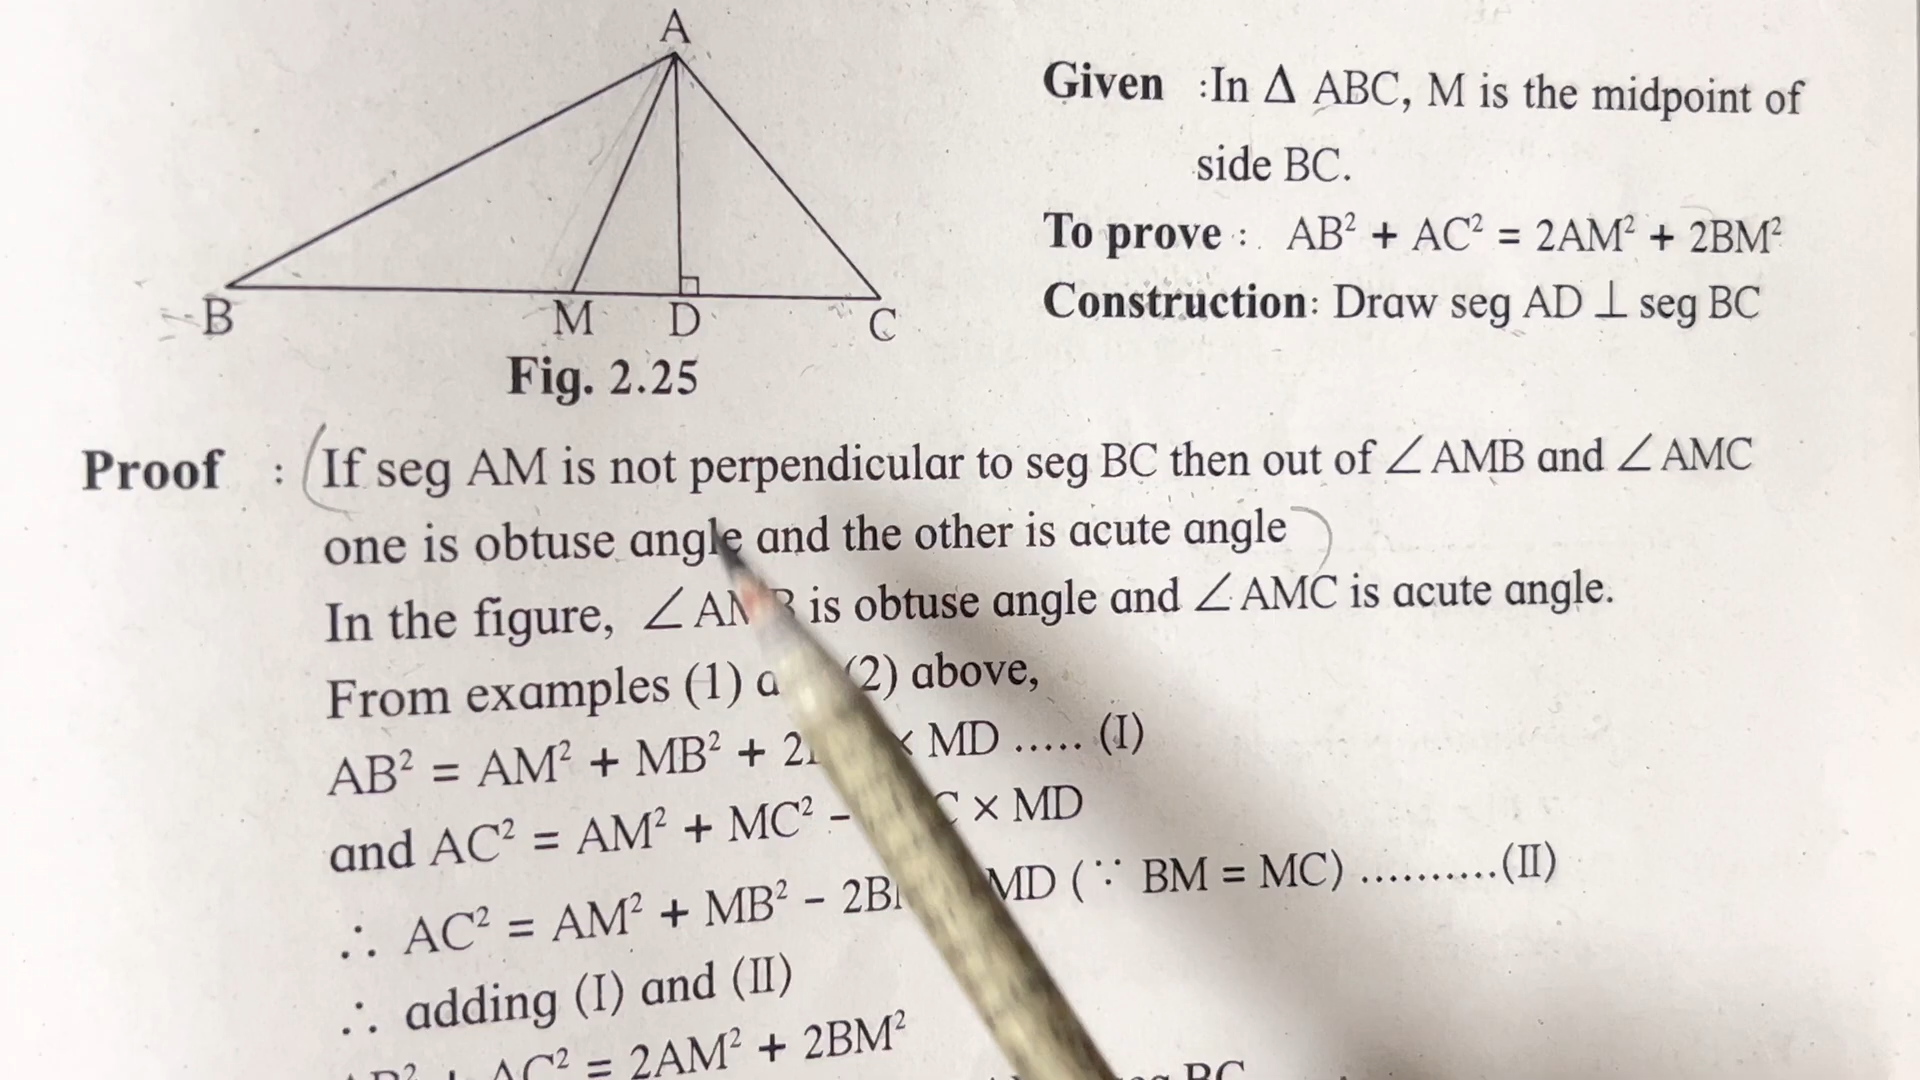 A
B M D C
Fig. 2.25
Given :In Δ ABC, M is the midpoint of
side BC.
To prove : AB² + AC² = 2AM² + 2BM²
Construction: Draw seg AD ⊥ seg BC
Proof : (If seg AM is not perpendicular to seg BC then out of ∠AMB and ∠AMC
one is obtuse angle and the other is acute angle)
In the figure, ∠AMB is obtuse angle and ∠AMC is acute angle.
From examples (1) (2) above,
AB² = AM² + MB² + × MD ..... (I)
and AC² = AM² + MC² - × MD
∴ AC² = AM² + MB² - MD (∵ BM = MC) ..........(II)
∴ adding (I) and (II)
AC² = 2AM² + 2BM²
BC